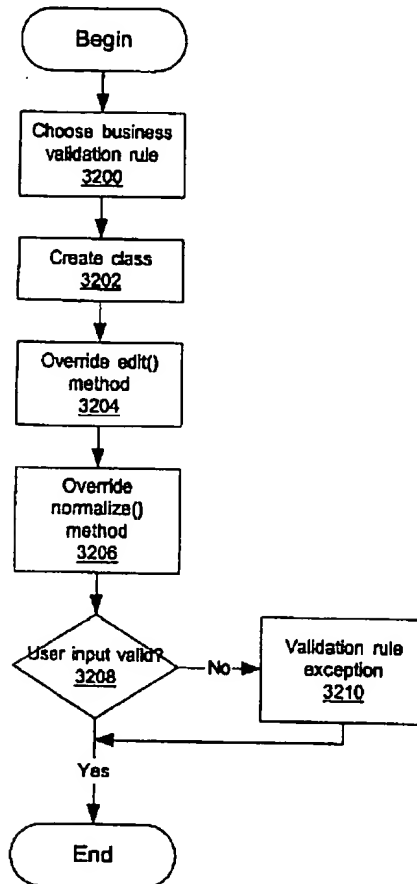 Begin
Choose business
validation rule
3200
Create class
3202
Override edit()
method
3204
Override
normalize()
method
3206
User input valid?
3208
No
Validation rule
exception
3210
Yes
End